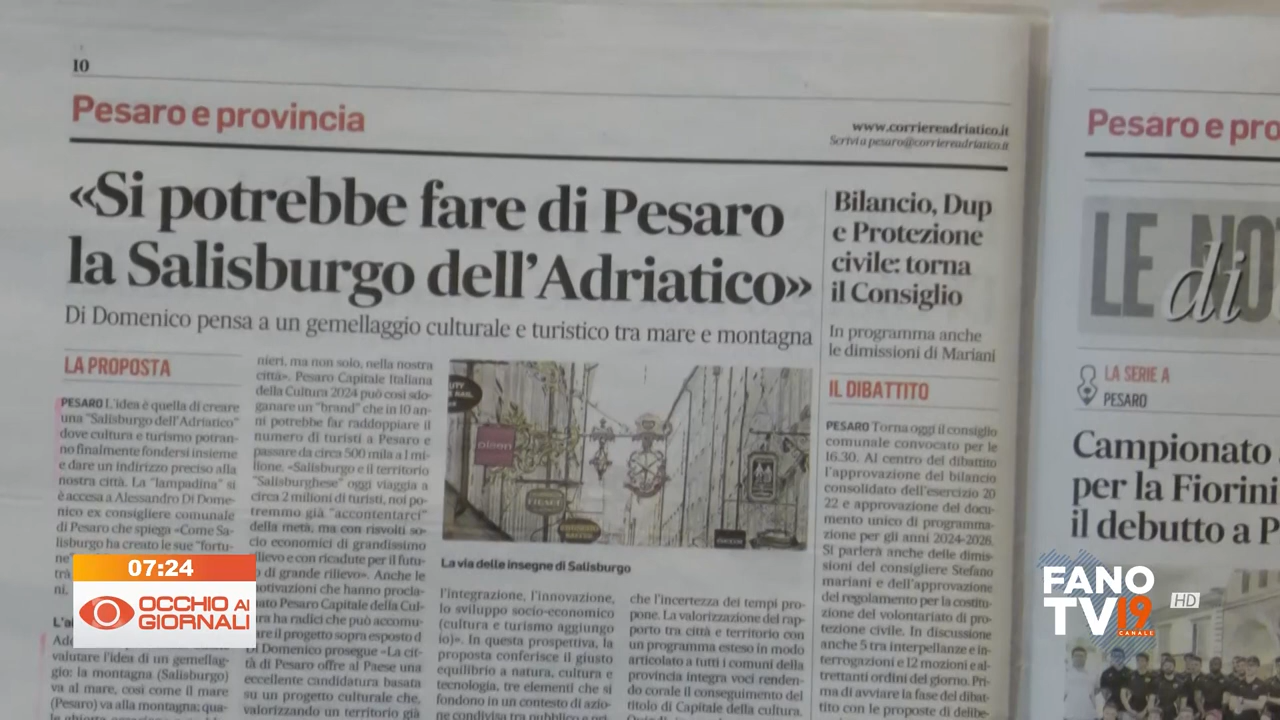 10
Pesaro e provincia
www.corriereadriatico.it
Scrivi a pesaro@corriereadriatico.it
«Si potrebbe fare di Pesaro
la Salisburgo dell'Adriatico»
Di Domenico pensa a un gemellaggio culturale e turistico tra mare e montagna
LA PROPOSTA
PESARO L'idea è quella di creare
una "Salisburgo dell'Adriatico"
dove cultura e turismo potran-
no finalmente fondersi insieme
e dare un indirizzo preciso alla
nostra città. La "lampadina" si
è accesa a Alessandro Di Dome-
nico ex consigliere comunale
di Pesaro che spiega «Come Sa-
lisburgo ha creato le sue "fortu-
valutare l'idea di un gemellag-
gio: la montagna (Salisburgo)
va al mare, così come il mare
(Pesaro) va alla montagna; qua-
nieri, ma non solo, nella nostra
città». Pesaro Capitale Italiana
della Cultura 2024 può così sdo-
ganare un "brand" che in 10 an-
ni potrebbe far raddoppiare il
numero di turisti a Pesaro e
passare da circa 500 mila a 1 mi-
lione. «Salisburgo e il territorio
"Salisburghese" oggi viaggia a
circa 2 milioni di turisti, noi po-
tremmo già "accontentarci"
della metà, ma con risvolti so-
cio economici di grandissimo
rilievo e con ricadute per il futu-
di grande rilievo». Anche le
motivazioni che hanno procla-
Pesaro Capitale della Cul-
ha radici che può accomu-
il progetto sopra esposto d
Di Domenico prosegue «La cit-
tà di Pesaro offre al Paese una
eccellente candidatura basata
su un progetto culturale che,
valorizzando un territorio già
La via delle insegne di Salisburgo
l'integrazione, l'innovazione,
lo sviluppo socio-economico
(cultura e turismo aggiungo
io)». In questa prospettiva, la
proposta conferisce il giusto
equilibrio a natura, cultura e
tecnologia, tre elementi che si
fondono in un contesto di azio-
ne condivisa tra pubblico e pri-
che l'incertezza dei tempi pro-
pone. La valorizzazione del rap-
porto tra città e territorio con
un programma esteso in modo
articolato a tutti i comuni della
provincia integra voci renden-
do corale il conseguimento del
titolo di Capitale della cultura.
Bilancio, Dup
e Protezione
civile: torna
il Consiglio
In programma anche
le dimissioni di Mariani
IL DIBATTITO
PESARO Torna oggi il consiglio
comunale convocato per le
16.30. Al centro del dibattito
l'approvazione del bilancio
consolidato dell'esercizio 20
22 e approvazione del docu-
mento unico di programma-
zione per gli anni 2024-2026.
Si parlerà anche delle dimis-
sioni del consigliere Stefano
mariani e dell'approvazione
del regolamento per la costitu-
zione del volontariato di pro-
tezione civile. In discussione
anche 5 tra interpellanze e in-
terrogazioni e 12 mozioni e al-
trettanti ordini del giorno. Pri-
ma di avviare la fase del dibat-
tito con le proposte di delibe-
Pesaro e pro
LE NOT
di
LA SERIE A
PESARO
Campionato
per la Fiorini
il debutto a P
07:24
OCCHIO AI
GIORNALI
FANO
TV19
CANALE
HD